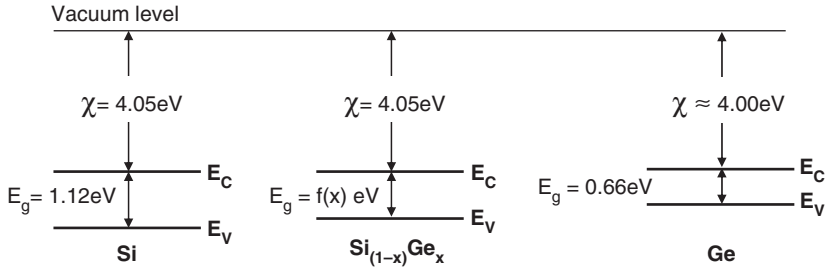 Vacuum level
χ= 4.05eV
χ= 4.05eV
χ ≈ 4.00eV
E_C
E_C
E_C
E_g= 1.12eV
E_g= f(x) eV
E_g = 0.66eV
E_V
E_V
E_V
Si
Si_(1−x)Ge_x
Ge